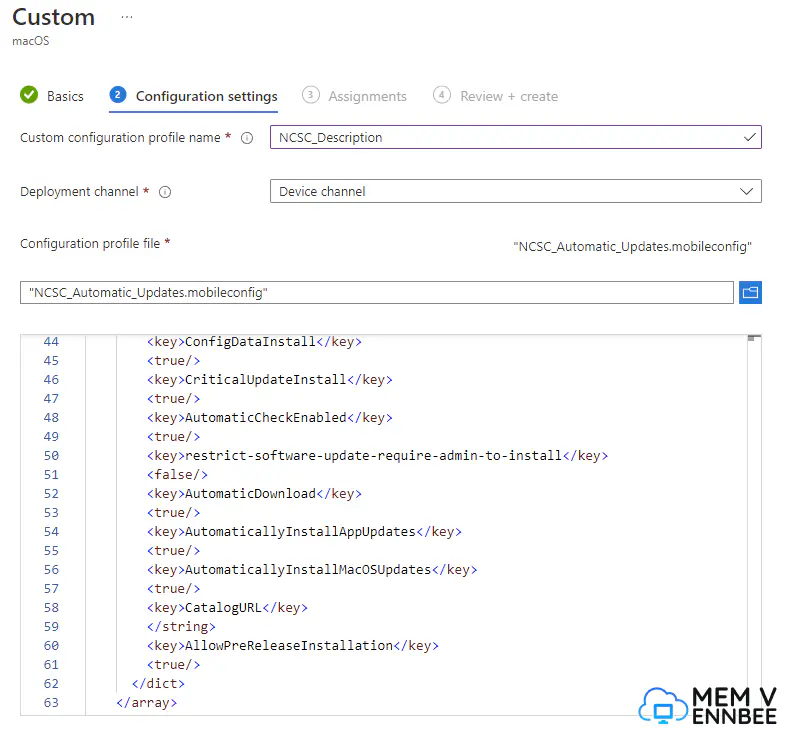 Custom ...
macOS
Basics 2 Configuration settings 3 Assignments 4 Review + create
Custom configuration profile name * NCSC_Description
Deployment channel * Device channel
Configuration profile file * "NCSC_Automatic_Updates.mobileconfig"
"NCSC_Automatic_Updates.mobileconfig"
44 <key>ConfigDataInstall</key>
45 <true/>
46 <key>CriticalUpdateInstall</key>
47 <true/>
48 <key>AutomaticCheckEnabled</key>
49 <true/>
50 <key>restrict-software-update-require-admin-to-install</key>
51 <false/>
52 <key>AutomaticDownload</key>
53 <true/>
54 <key>AutomaticallyInstallAppUpdates</key>
55 <true/>
56 <key>AutomaticallyInstallMacOSUpdates</key>
57 <true/>
58 <key>CatalogURL</key>
59 </string>
60 <key>AllowPreReleaseInstallation</key>
61 <true/>
62 </dict>
63 </array>
MEM V
ENNBEE